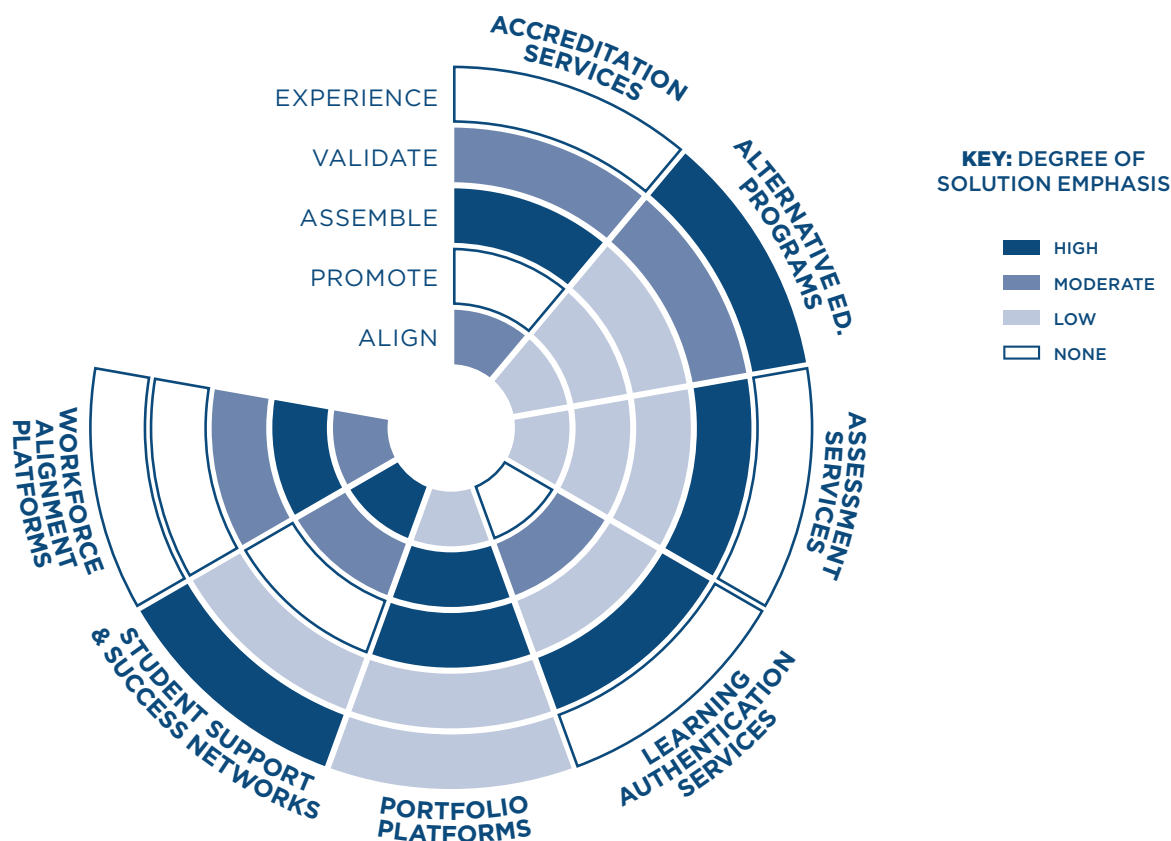 ACCREDITATION
SERVICES
EXPERIENCE
VALIDATE
ASSEMBLE
PROMOTE
ALIGN
ALTERNATIVE ED.
PROGRAMS
KEY: DEGREE OF
SOLUTION EMPHASIS
HIGH
MODERATE
LOW
NONE
ASSESSMENT
SERVICES
LEARNING
AUTHENTICATION
SERVICES
PORTFOLIO
PLATFORMS
STUDENT SUPPORT
& SUCCESS NETWORKS
WORKFORCE
ALIGNMENT
PLATFORMS